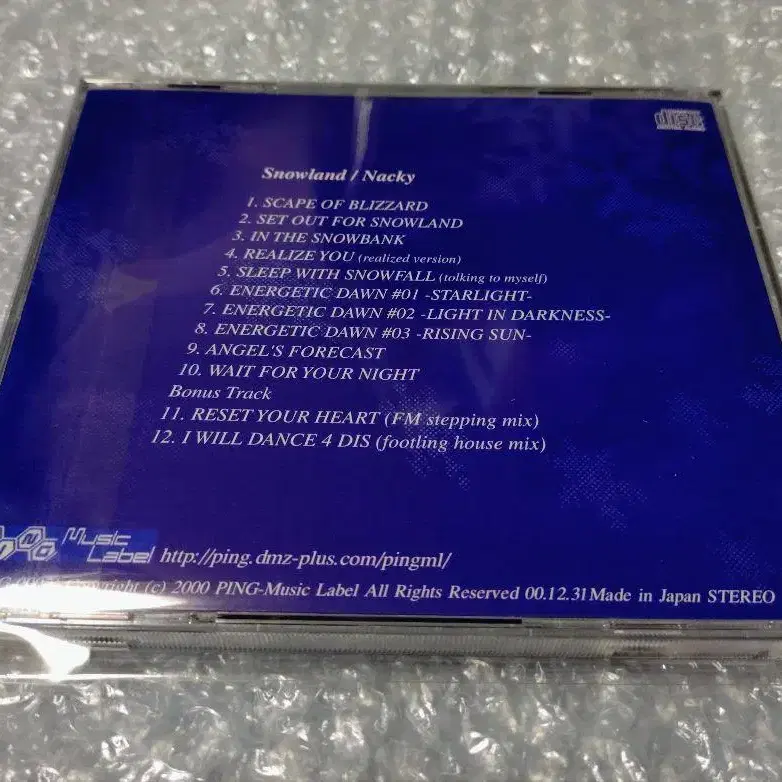 Snowland / Nacky
1. SCAPE OF BLIZZARD
2. SET OUT FOR SNOWLAND
3. IN THE SNOWBANK
4. REALIZE YOU (realized version)
5. SLEEP WITH SNOWFALL (tolking to myself)
6. ENERGETIC DAWN #01 -STARLIGHT-
7. ENERGETIC DAWN #02 -LIGHT IN DARKNESS-
8. ENERGETIC DAWN #03 -RISING SUN-
9. ANGEL'S FORECAST
10. WAIT FOR YOUR NIGHT
Bonus Track
11. RESET YOUR HEART (FM stepping mix)
12. I WILL DANCE 4 DIS (footling house mix)
Music
Label http://ping.dmz-plus.com/pingml/
Copyright (c) 2000 PING-Music Label All Rights Reserved 00.12.31Made in Japan STEREO